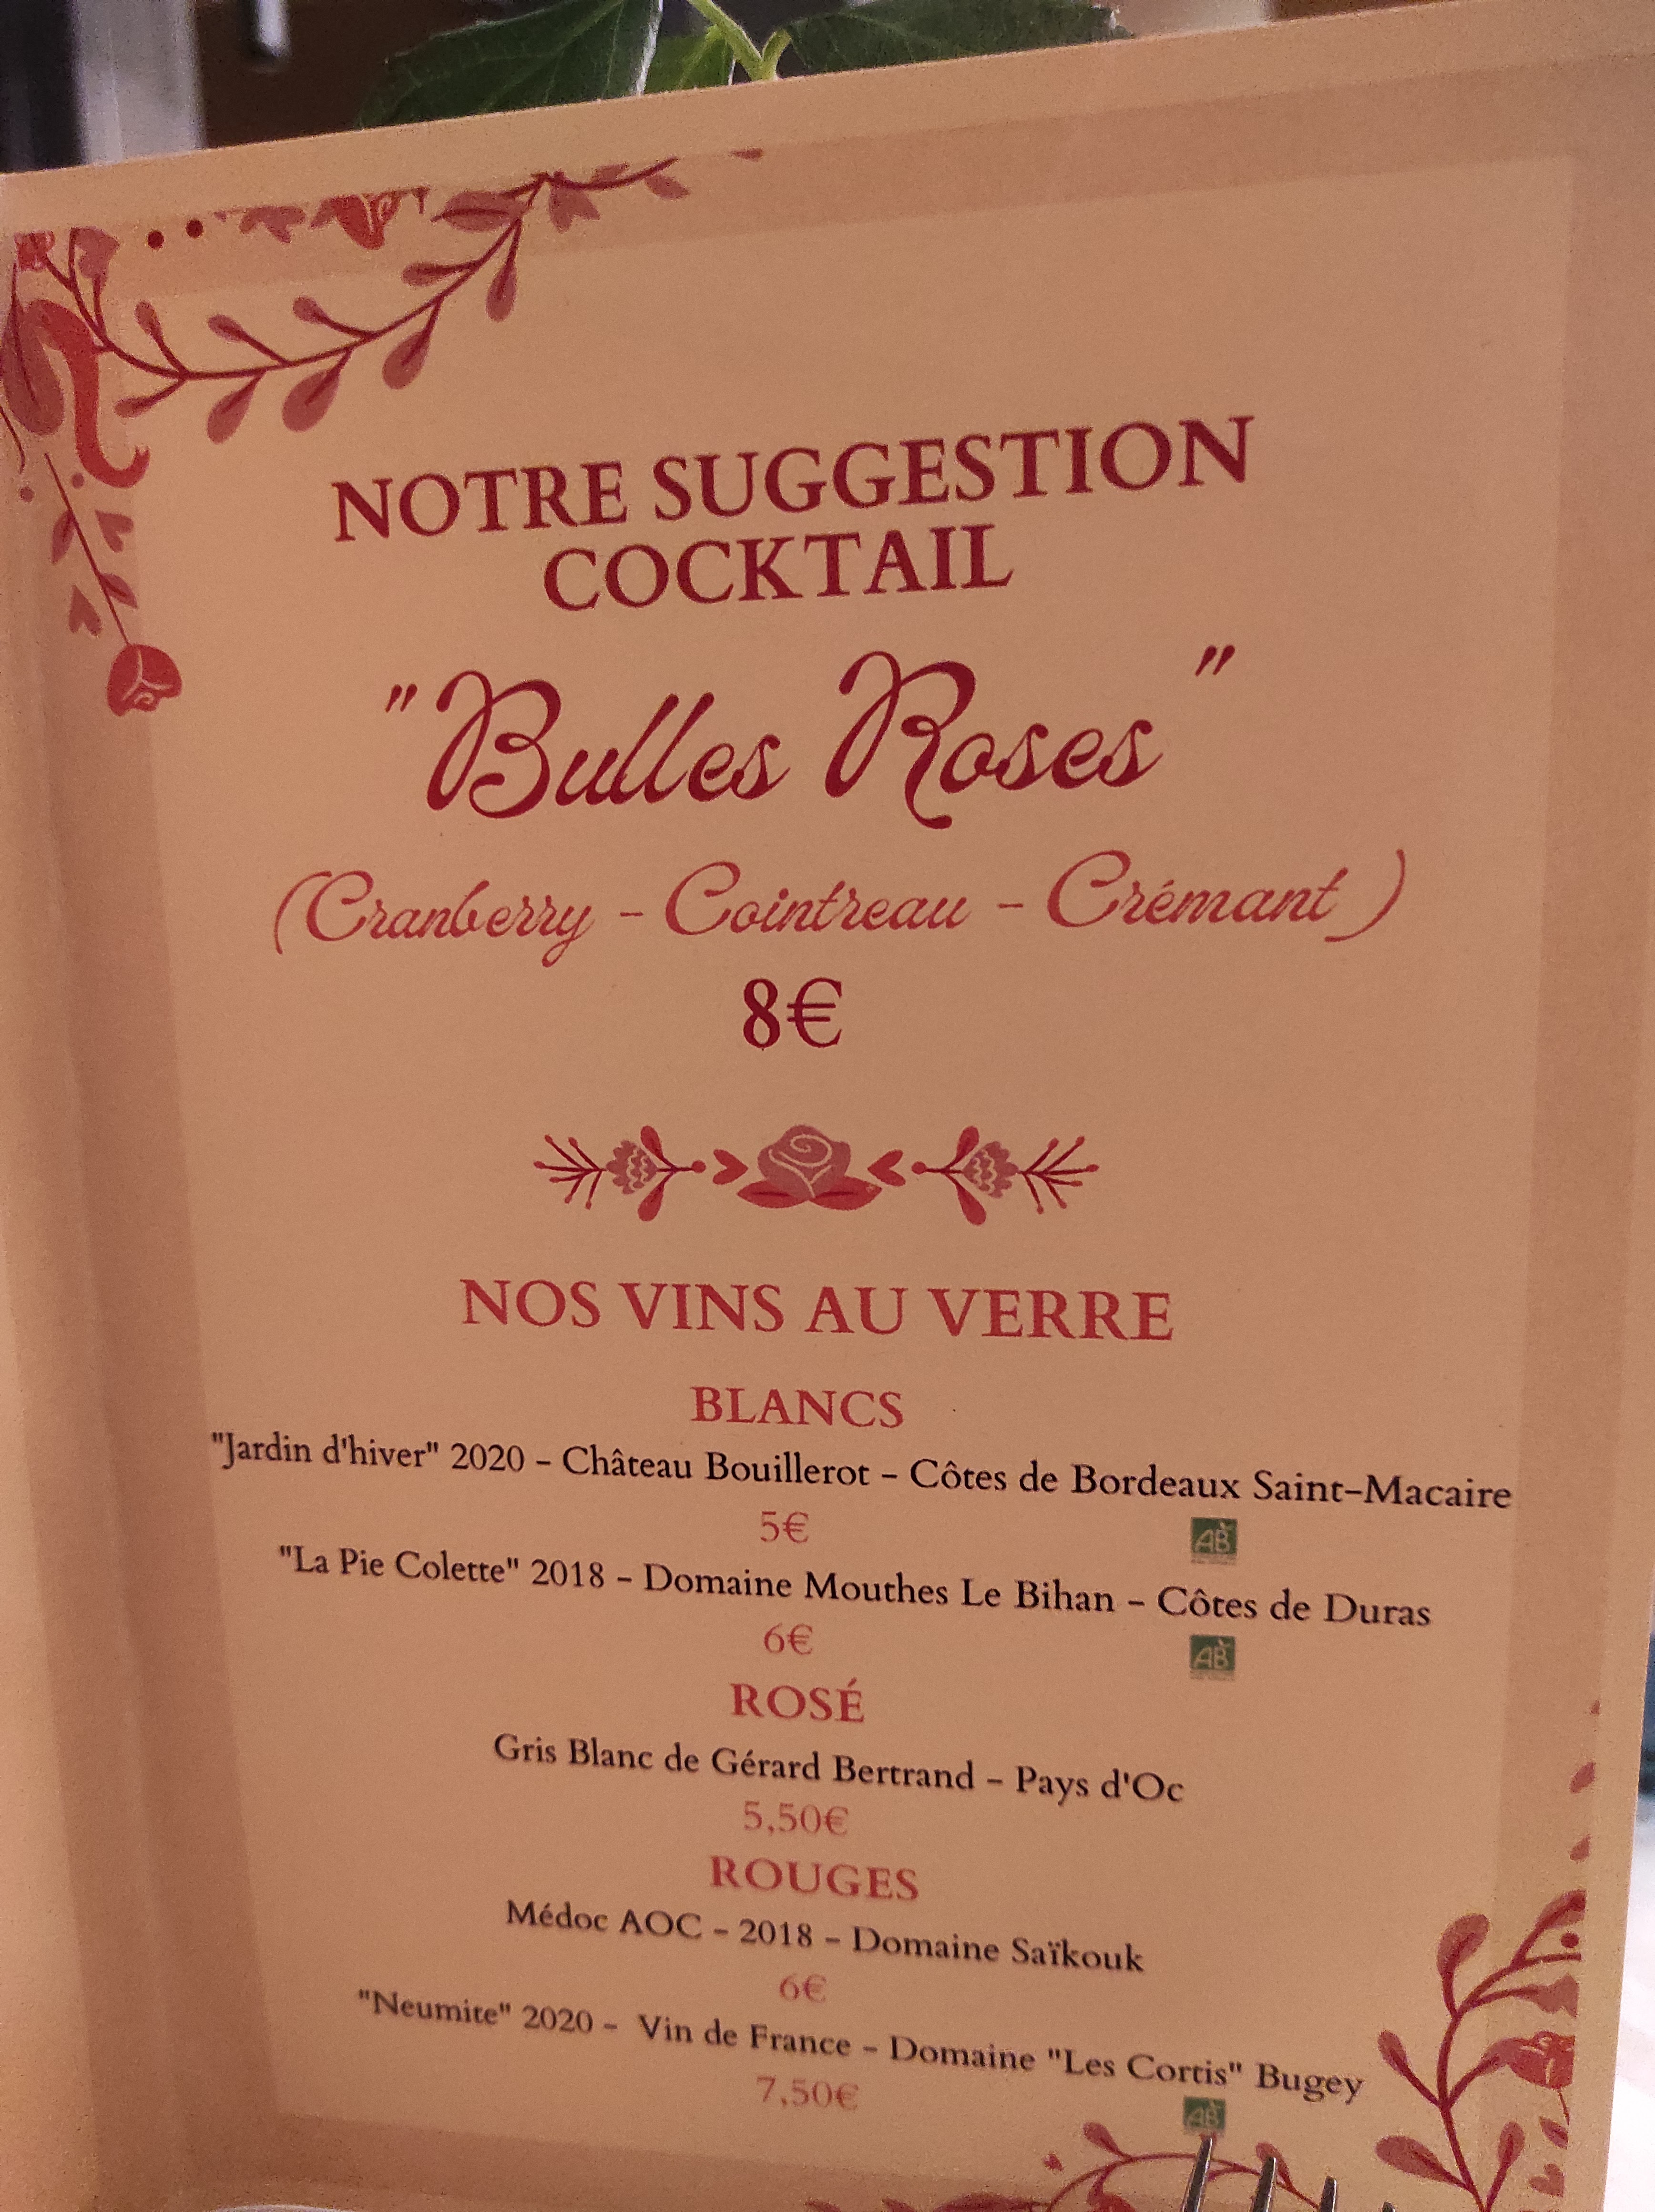 NOTRE SUGGESTION
COCKTAIL
"Bulles Roses"
(Cranberry - Cointreau - Crémant)
8€
NOS VINS AU VERRE
BLANCS
"Jardin d'hiver" 2020 - Château Bouillerot - Côtes de Bordeaux Saint-Macaire
5€ AB
"La Pie Colette" 2018 - Domaine Mouthes Le Bihan - Côtes de Duras
6€ AB
ROSÉ
Gris Blanc de Gérard Bertrand - Pays d'Oc
5,50€
ROUGES
Médoc AOC - 2018 - Domaine Saïkouk
6€
"Neumite" 2020 - Vin de France - Domaine "Les Cortis" Bugey
7,50€ AB